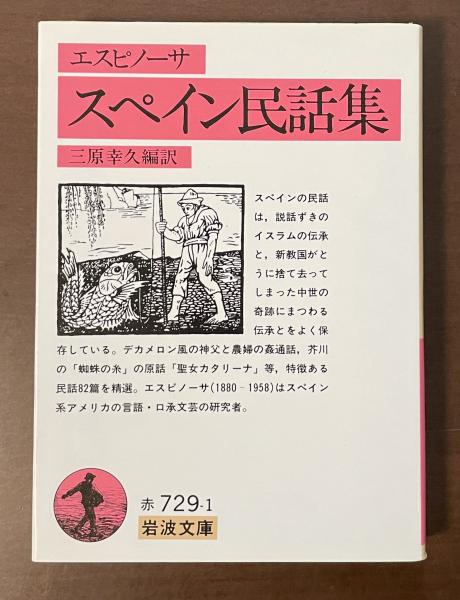 エスピノーサ
スペイン民話集
三原幸久編訳
スペインの民話
は，説話ずきの
イスラムの伝承
と，新教国がと
うに捨て去って
しまった中世の
奇跡にまつわる
伝承とをよく保
存している。デカメロン風の神父と農婦の姦通話，芥川
の「蜘蛛の糸」の原話「聖女カタリーナ」等，特徴ある
民話82篇を精選。エスピノーサ(1880‐1958)はスペイン
系アメリカの言語・口承文芸の研究者。
赤 729-1
岩波文庫